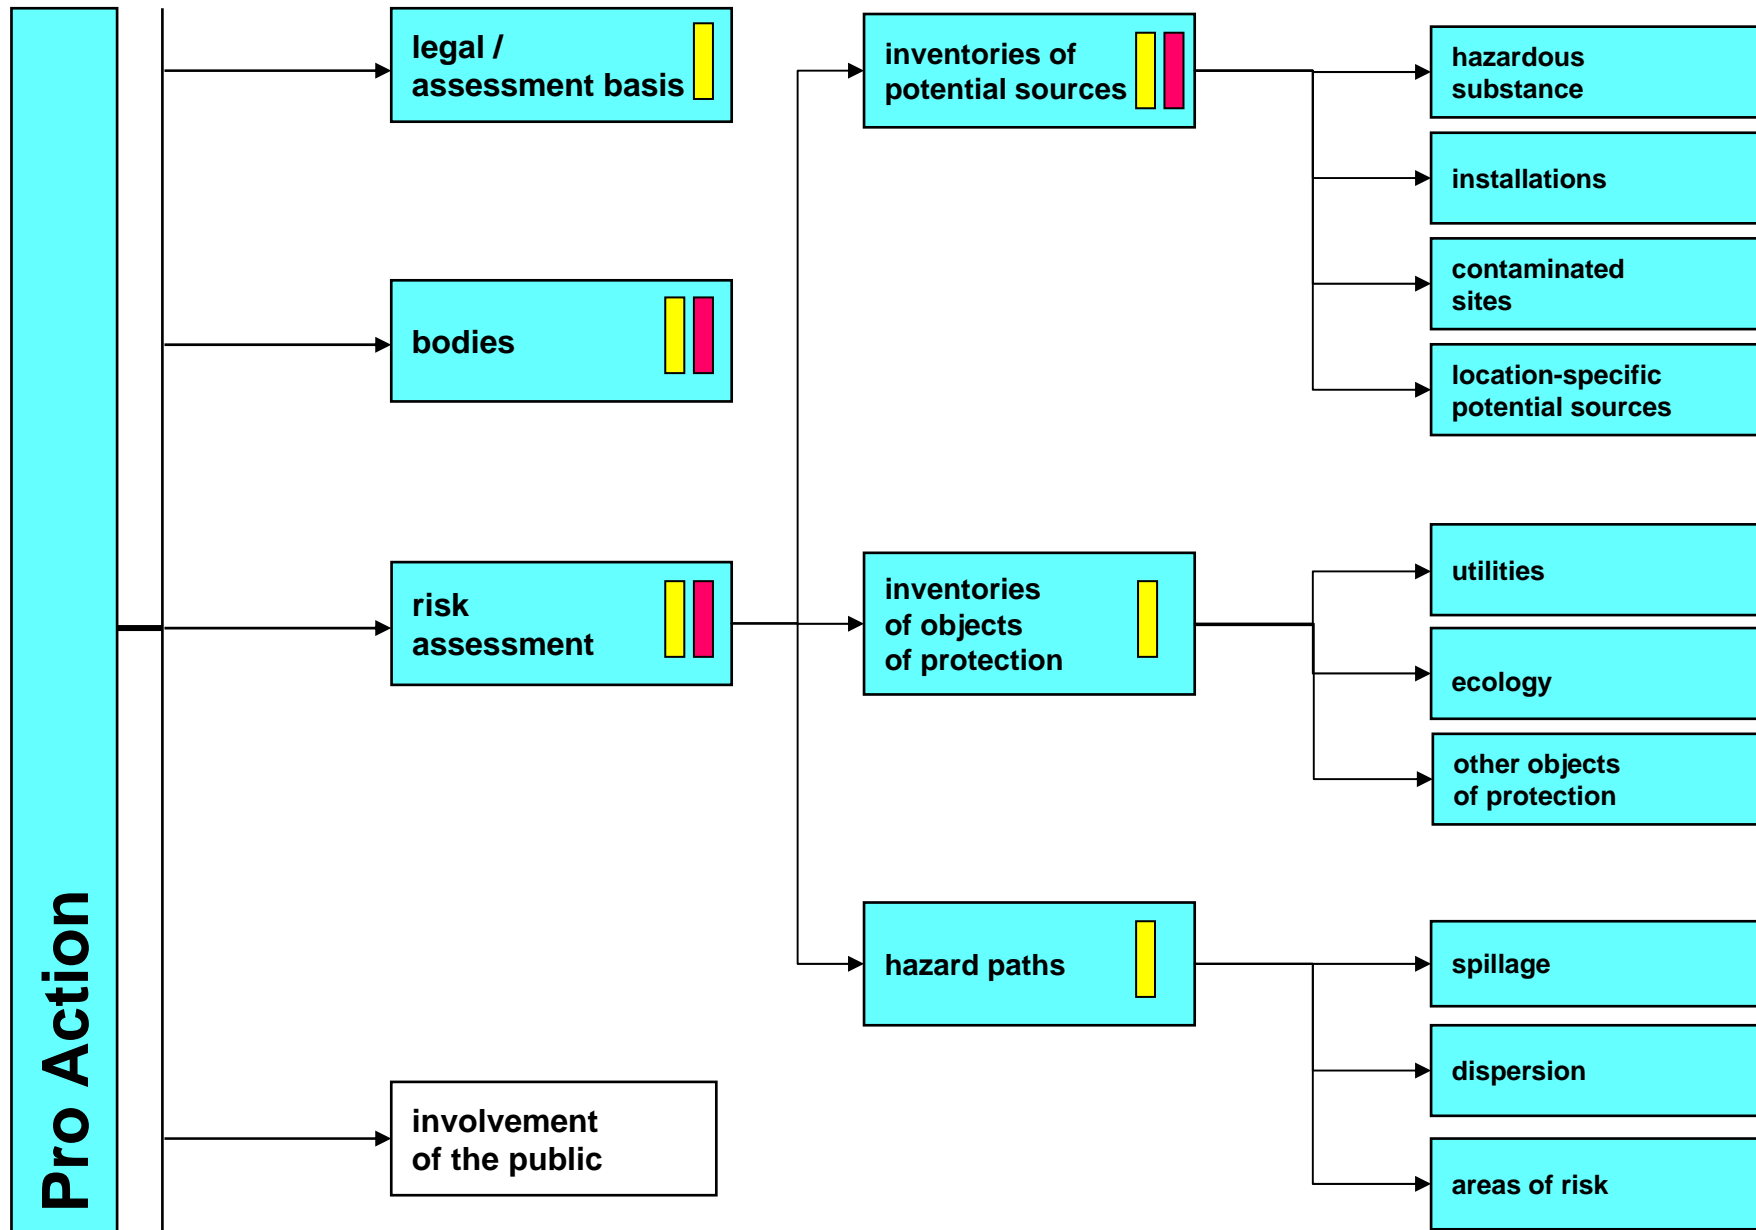 Pro Action
legal /
assessment basis
bodies
risk
assessment
involvement
of the public
inventories of
potential sources
inventories
of objects
of protection
hazard paths
hazardous
substance
installations
contaminated
sites
location-specific
potential sources
utilities
ecology
other objects
of protection
spillage
dispersion
areas of risk